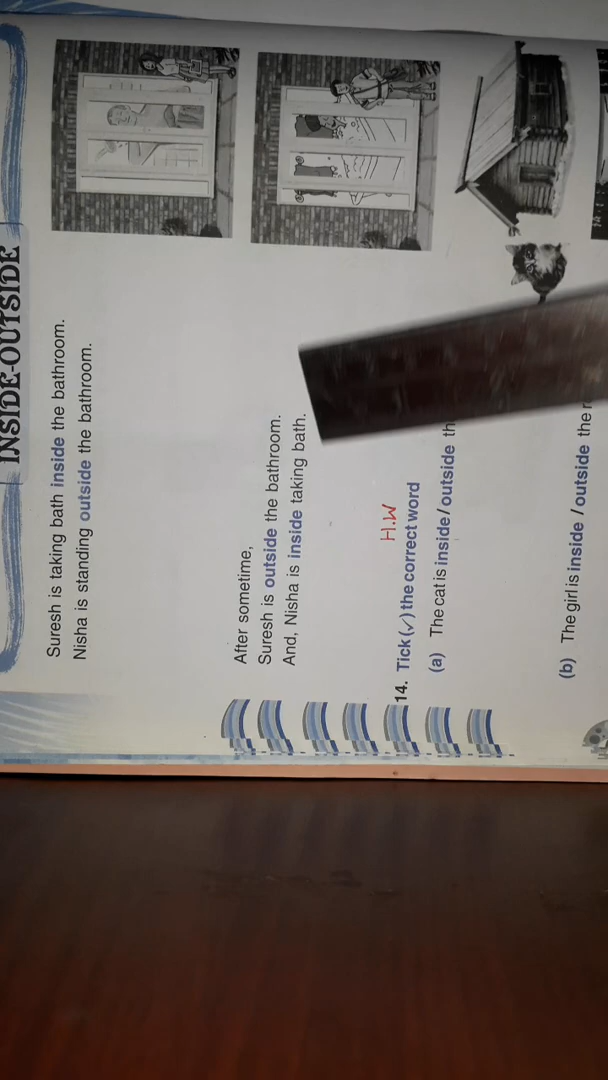 INSIDE-OUTSIDE
Suresh is taking bath inside the bathroom.
Nisha is standing outside the bathroom.
After sometime,
Suresh is outside the bathroom.
And, Nisha is inside taking bath.
H.W
14. Tick (✓) the correct word
(a) The cat is inside / outside th
(b) The girl is inside / outside the